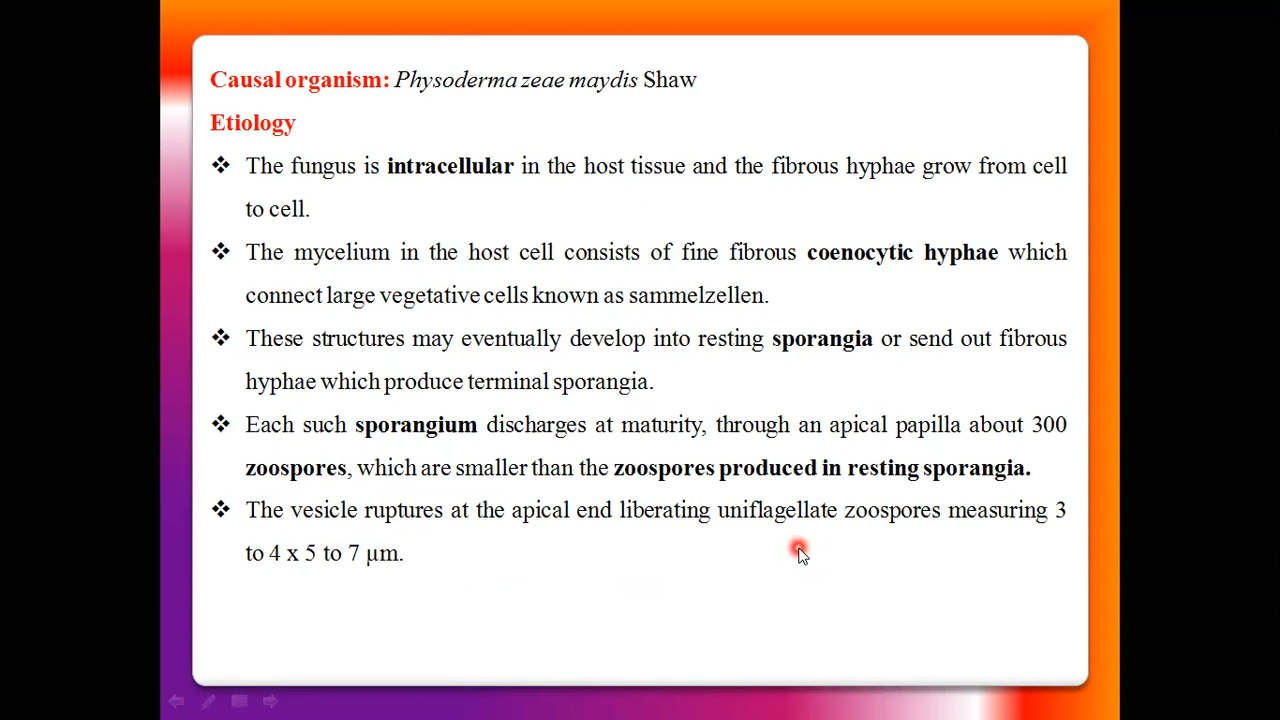 Causal organism: Physoderma zeae maydis Shaw
Etiology
❖ The fungus is intracellular in the host tissue and the fibrous hyphae grow from cell
to cell.
❖ The mycelium in the host cell consists of fine fibrous coenocytic hyphae which
connect large vegetative cells known as sammelzellen.
❖ These structures may eventually develop into resting sporangia or send out fibrous
hyphae which produce terminal sporangia.
❖ Each such sporangium discharges at maturity, through an apical papilla about 300
zoospores, which are smaller than the zoospores produced in resting sporangia.
❖ The vesicle ruptures at the apical end liberating uniflagellate zoospores measuring 3
to 4 x 5 to 7 µm.